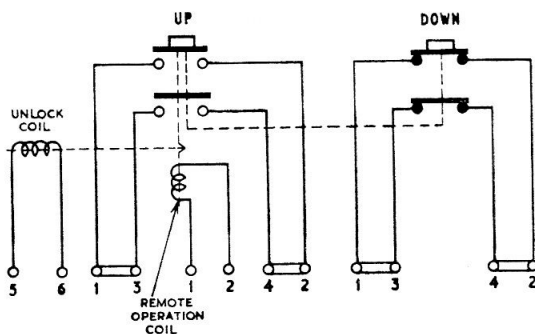 UP
DOWN
UNLOCK
COIL
5 6 1 3 1 2 4 2 1 3 4 2
REMOTE
OPERATION
COIL